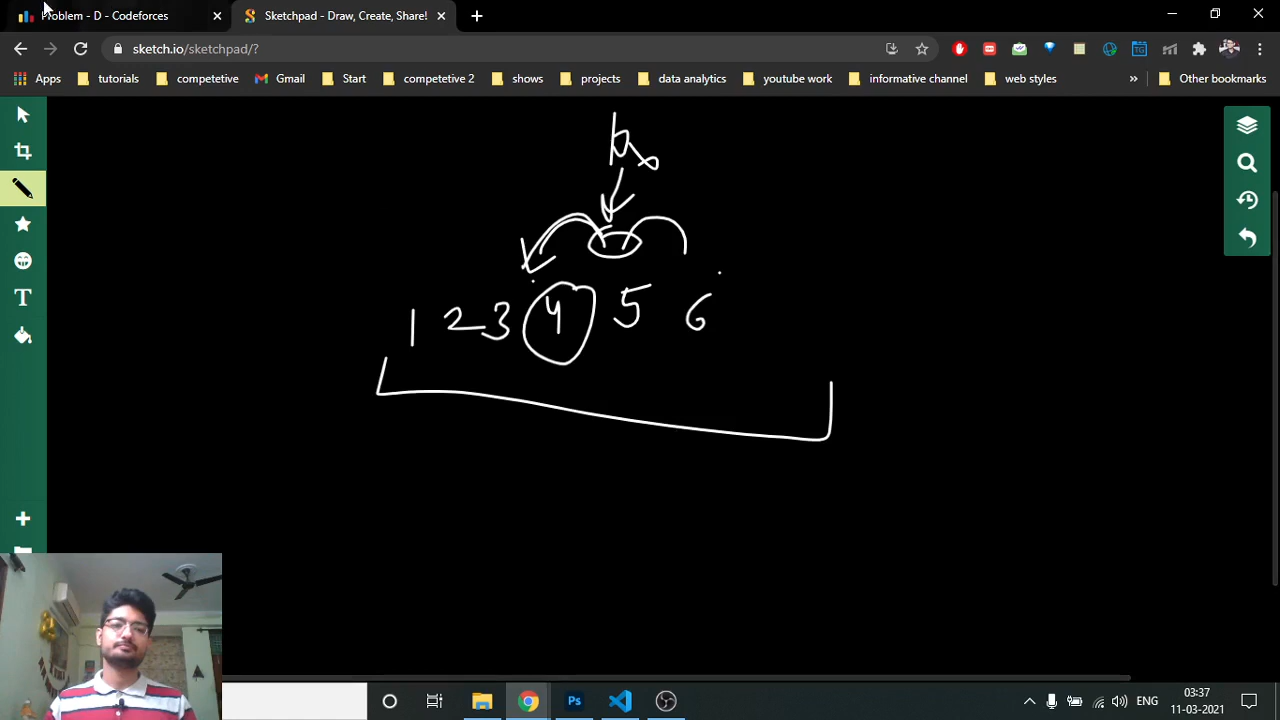 Problem - D - Codeforces
Sketchpad - Draw, Create, Share!
sketch.io/sketchpad/?
Apps
tutorials
competetive
Gmail
Start
competetive 2
shows
projects
data analytics
youtube work
informative channel
web styles
»
Other bookmarks
1 2 3 4 5 6
T
Ps
ENG
03:37
11-03-2021